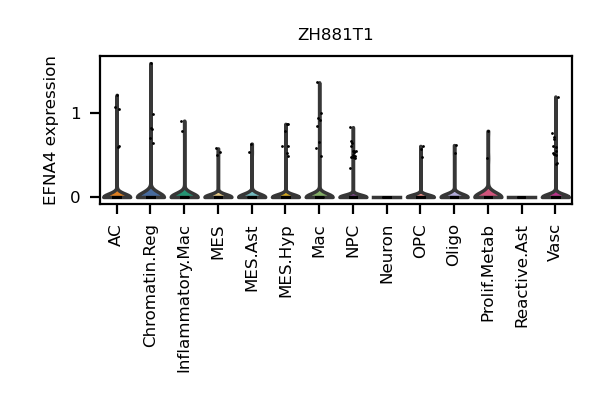 ZH881T1
EFNA4 expression
1
0
AC
Chromatin.Reg
Inflammatory.Mac
MES
MES.Ast
MES.Hyp
Mac
NPC
Neuron
OPC
Oligo
Prolif.Metab
Reactive.Ast
Vasc